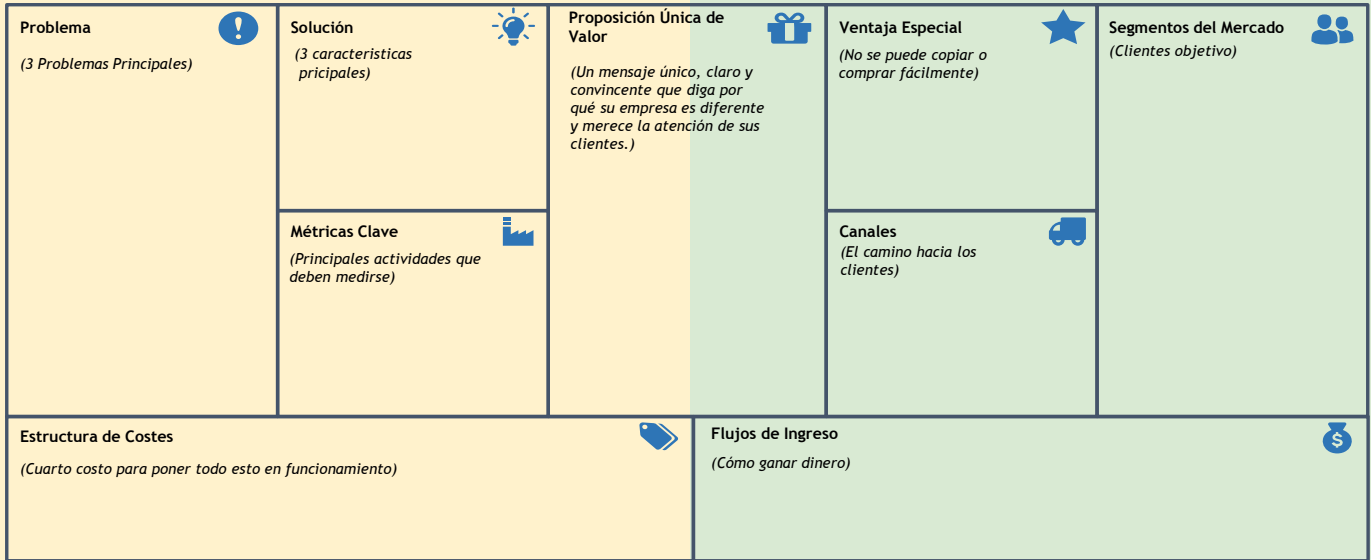 Problema
(3 Problemas Principales)
Solución
(3 caracteristicas
pricipales)
Métricas Clave
(Principales actividades que
deben medirse)
Proposición Única de
Valor
(Un mensaje único, claro y
convincente que diga por
qué su empresa es diferente
y merece la atención de sus
clientes.)
Ventaja Especial
(No se puede copiar o
comprar fácilmente)
Canales
(El camino hacia los
clientes)
Segmentos del Mercado
(Clientes objetivo)
Estructura de Costes
(Cuarto costo para poner todo esto en funcionamiento)
Flujos de Ingreso
(Cómo ganar dinero)